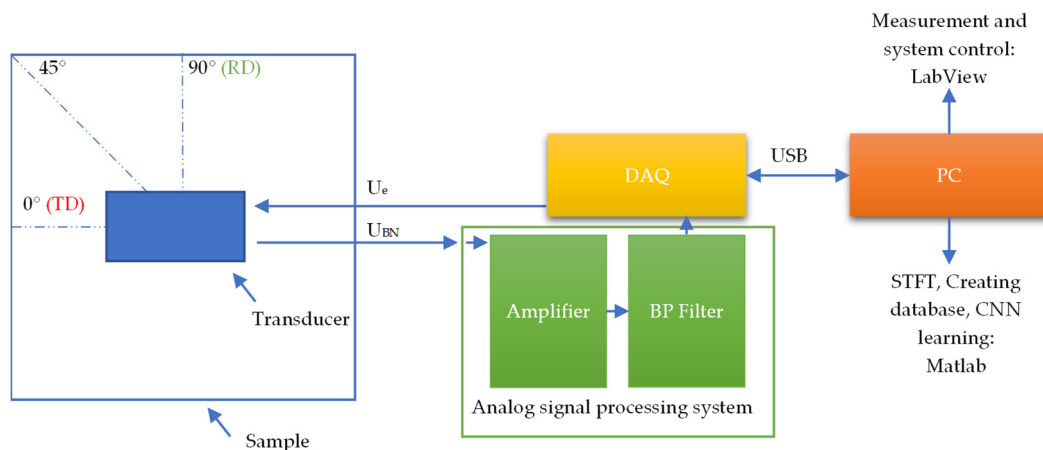 45°
90° (RD)
0° (TD)
Transducer
Sample
Uₑ
U_BN
Amplifier
BP Filter
Analog signal processing system
DAQ
USB
PC
Measurement and
system control:
LabView
STFT, Creating
database, CNN
learning:
Matlab